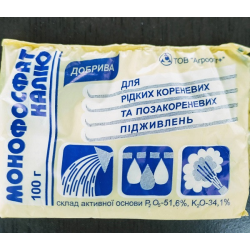 МОНОФОСФАТ
КАЛІЮ
100 г
ДОБРИВА
ТОВ "Агрофірм"
ДЛЯ
РІДКИХ КОРЕНЕВИХ
ТА ПОЗАКОРЕНЕВИХ
ПІДЖИВЛЕНЬ
склад активної основи P₂O₅-51,6%, K₂O-34,1%